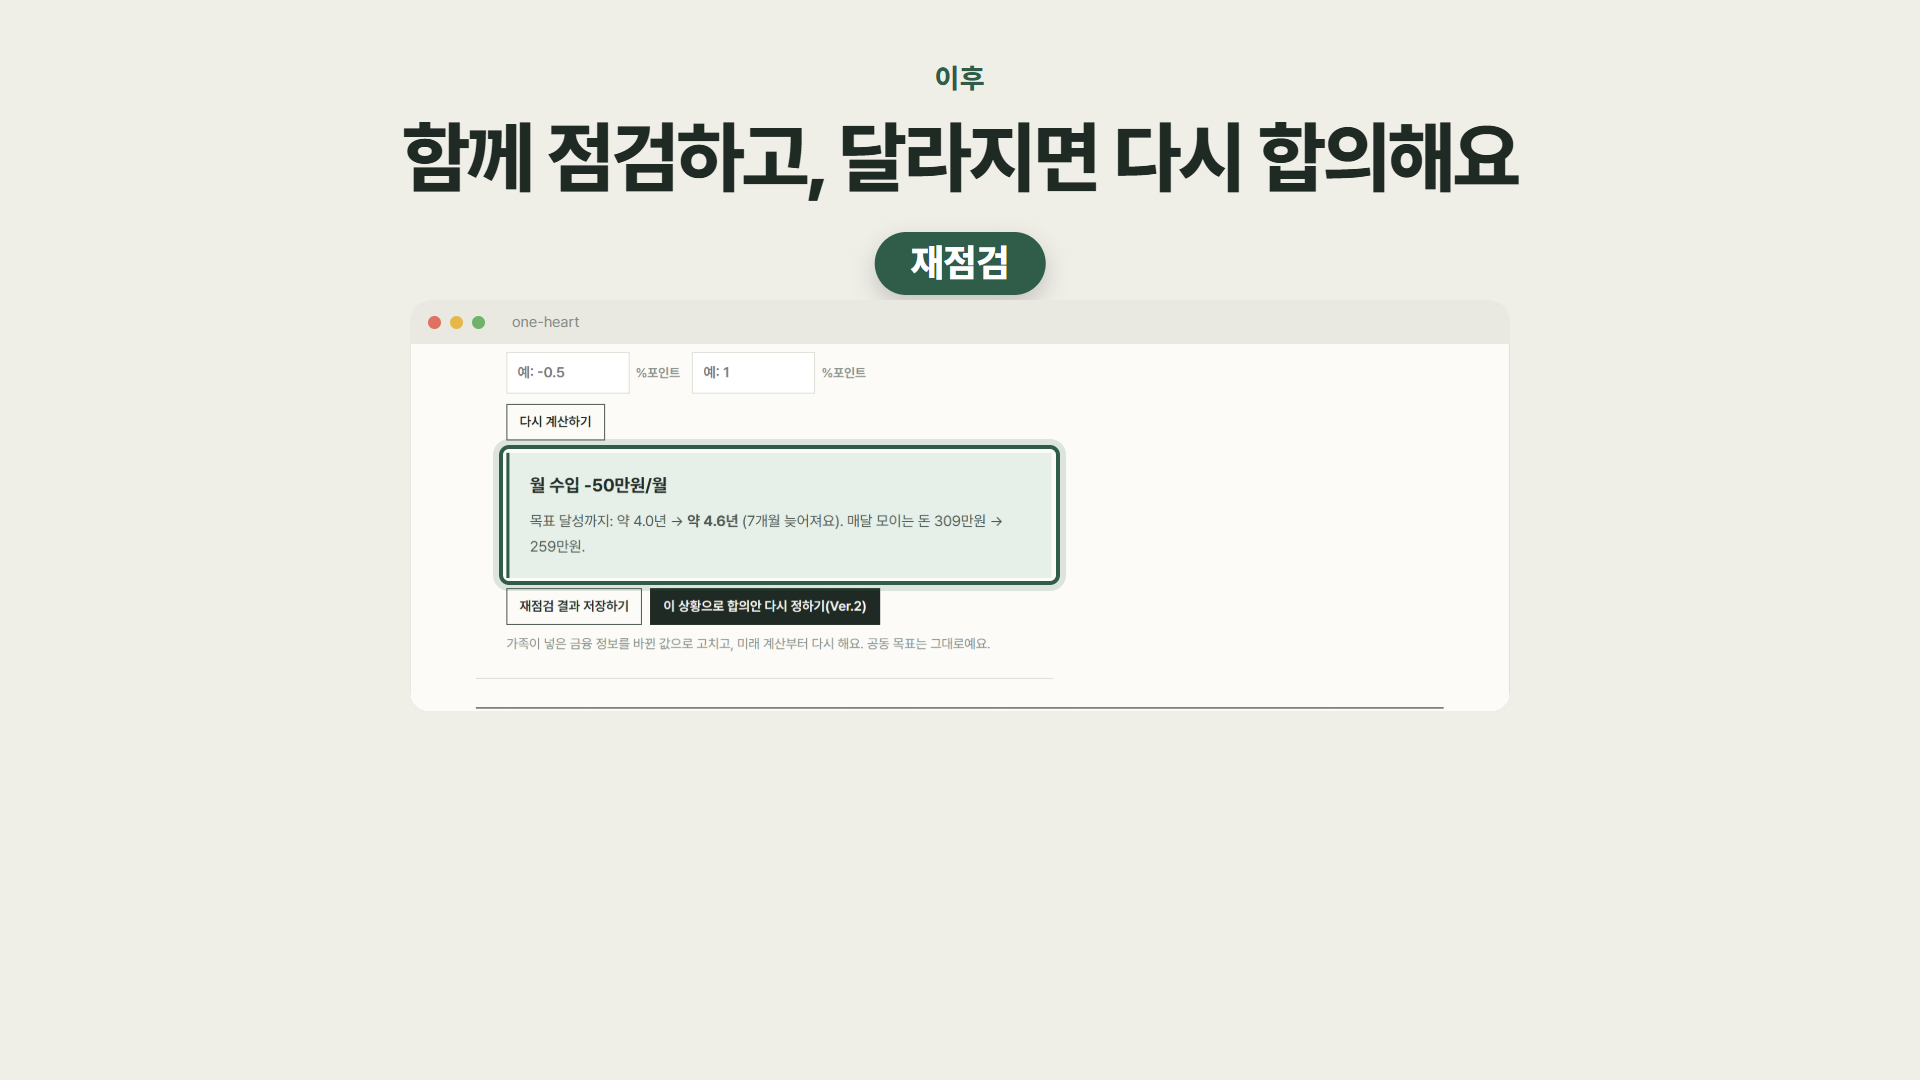 이후
함께 점검하고, 달라지면 다시 합의해요
재점검
one-heart
예: -0.5 %포인트 예: 1 %포인트
다시 계산하기
월 수입 -50만원/월
목표 달성까지: 약 4.0년 → 약 4.6년 (7개월 늦어져요). 매달 모이는 돈 309만원 →
259만원.
재점검 결과 저장하기 이 상황으로 합의안 다시 정하기(Ver.2)
가족이 넣은 금융 정보를 바뀐 값으로 고치고, 미래 계산부터 다시 해요. 공동 목표는 그대로예요.